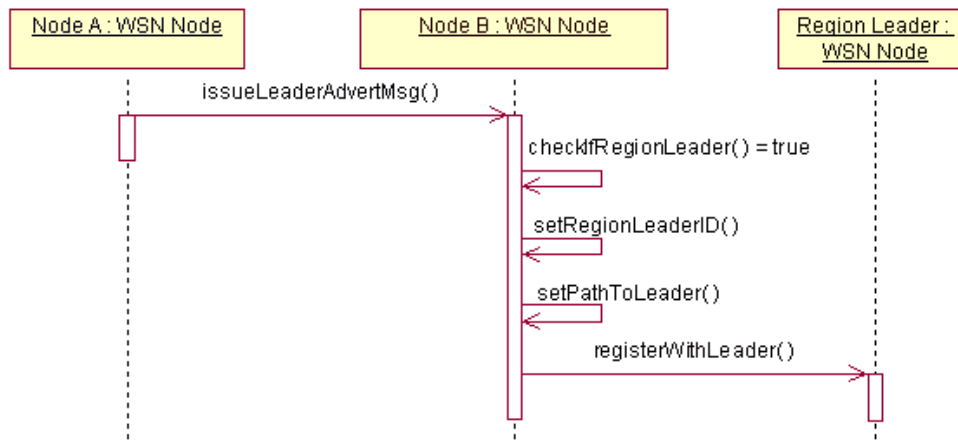 Node A : WSN Node
Node B : WSN Node
Region Leader :
WSN Node
issueLeaderAdvertMsg()
checkIfRegionLeader() = true
setRegionLeaderID()
setPathToLeader()
registerWithLeader()